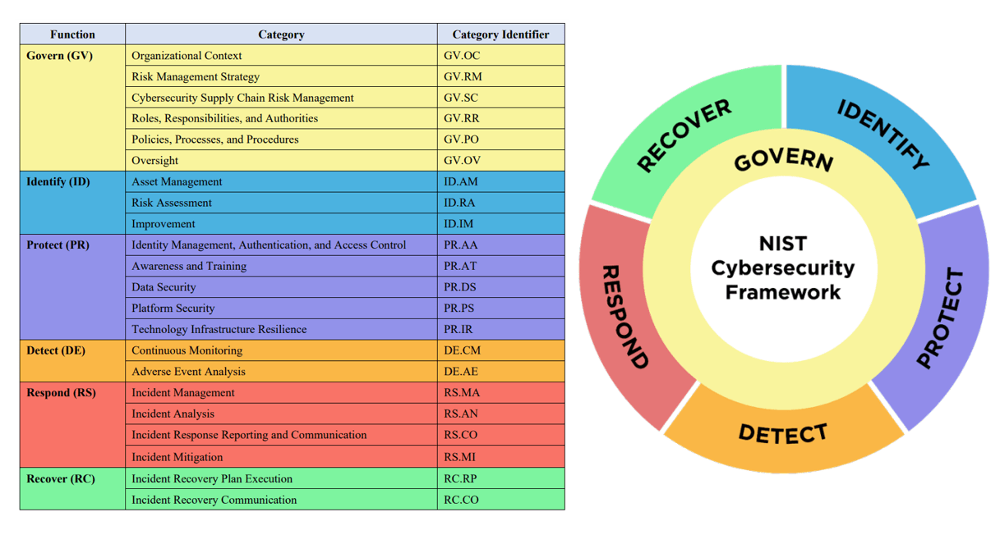 Function Category Category Identifier
Govern (GV) Organizational Context GV.OC
Risk Management Strategy GV.RM
Cybersecurity Supply Chain Risk Management GV.SC
Roles, Responsibilities, and Authorities GV.RR
Policies, Processes, and Procedures GV.PO
Oversight GV.OV
Identify (ID) Asset Management ID.AM
Risk Assessment ID.RA
Improvement ID.IM
Protect (PR) Identity Management, Authentication, and Access Control PR.AA
Awareness and Training PR.AT
Data Security PR.DS
Platform Security PR.PS
Technology Infrastructure Resilience PR.IR
Detect (DE) Continuous Monitoring DE.CM
Adverse Event Analysis DE.AE
Respond (RS) Incident Management RS.MA
Incident Analysis RS.AN
Incident Response Reporting and Communication RS.CO
Incident Mitigation RS.MI
Recover (RC) Incident Recovery Plan Execution RC.RP
Incident Recovery Communication RC.CO
RECOVER
IDENTIFY
GOVERN
NIST
Cybersecurity
Framework
RESPOND
PROTECT
DETECT